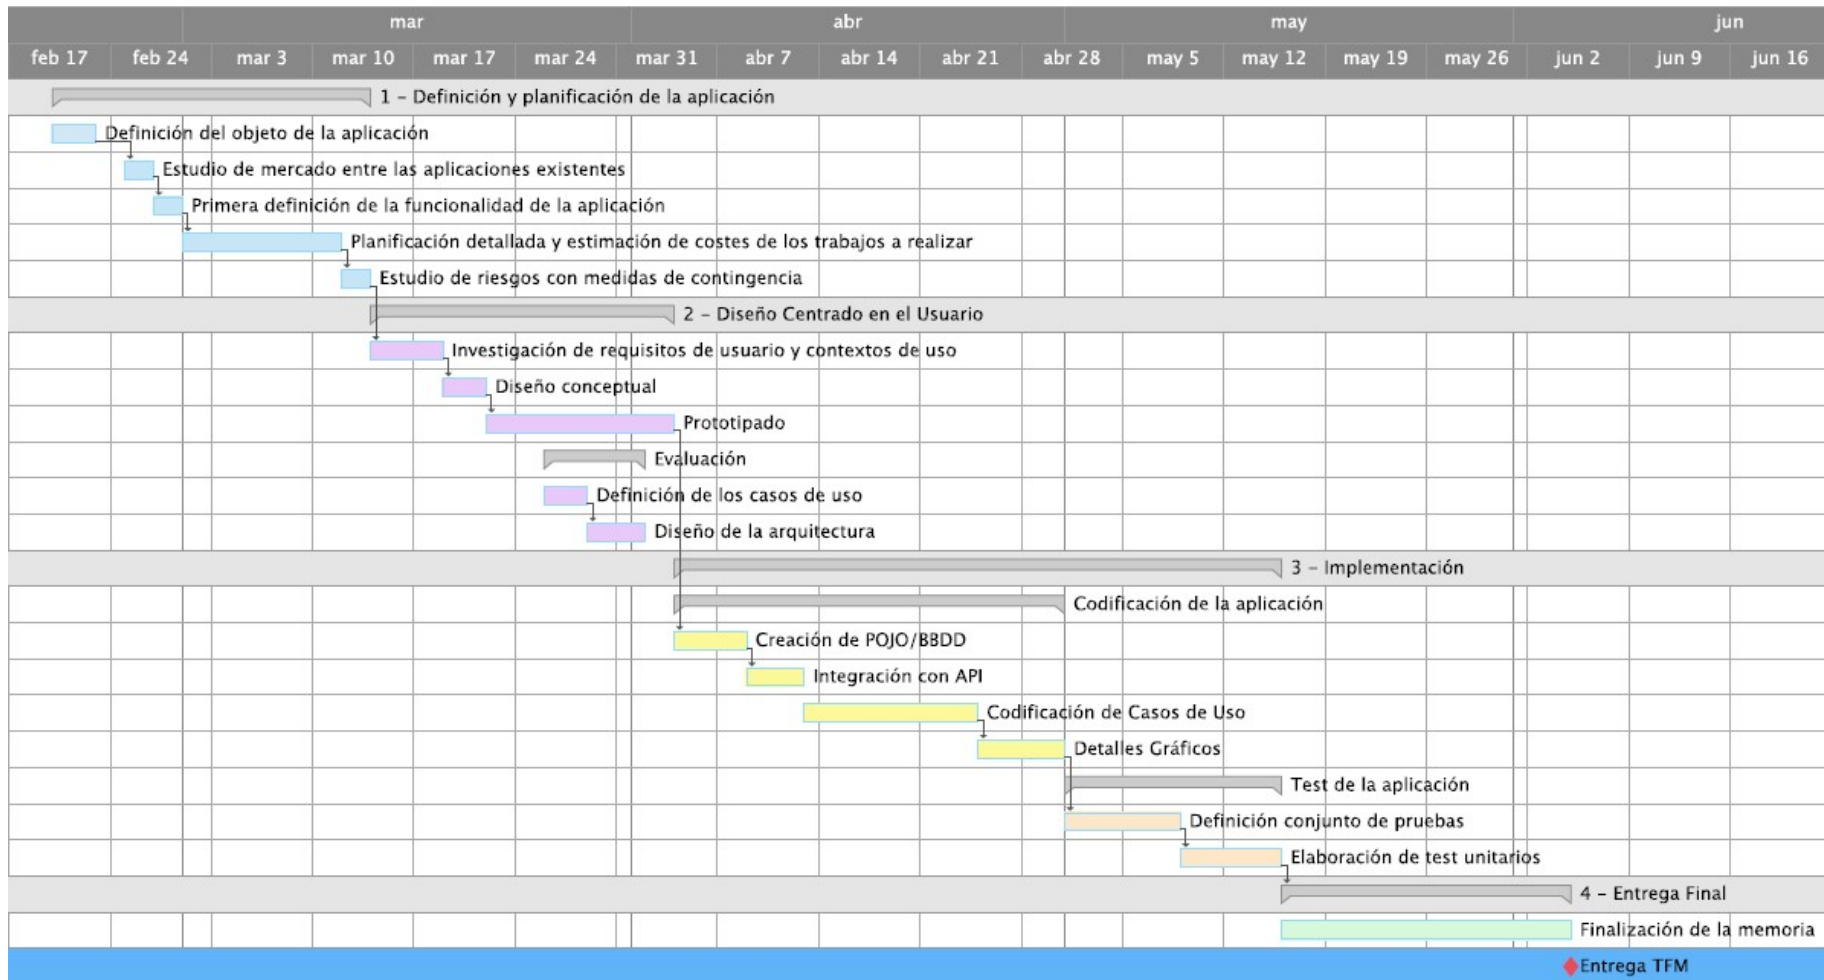 mar abr may jun
feb 17 feb 24 mar 3 mar 10 mar 17 mar 24 mar 31 abr 7 abr 14 abr 21 abr 28 may 5 may 12 may 19 may 26 jun 2 jun 9 jun 16
1 – Definición y planificación de la aplicación
Definición del objeto de la aplicación
Estudio de mercado entre las aplicaciones existentes
Primera definición de la funcionalidad de la aplicación
Planificación detallada y estimación de costes de los trabajos a realizar
Estudio de riesgos con medidas de contingencia
2 – Diseño Centrado en el Usuario
Investigación de requisitos de usuario y contextos de uso
Diseño conceptual
Prototipado
Evaluación
Definición de los casos de uso
Diseño de la arquitectura
3 – Implementación
Codificación de la aplicación
Creación de POJO/BBDD
Integración con API
Codificación de Casos de Uso
Detalles Gráficos
Test de la aplicación
Definición conjunto de pruebas
Elaboración de test unitarios
4 – Entrega Final
Finalización de la memoria
Entrega TFM